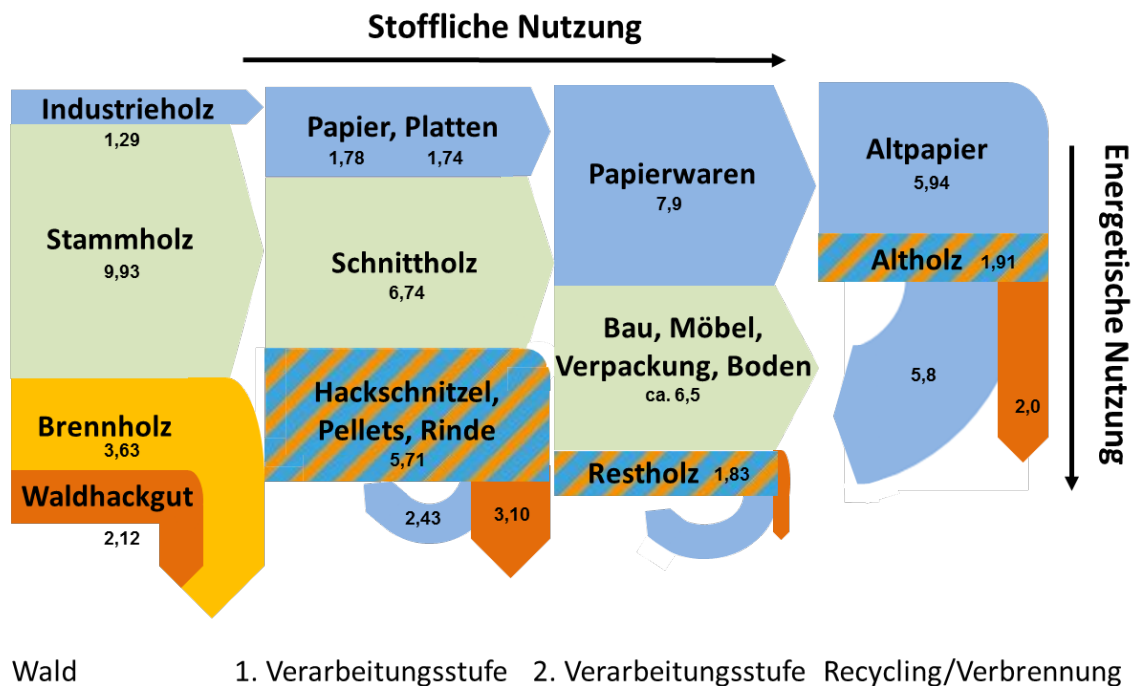 Stoffliche Nutzung
Industrieholz
1,29
Stammholz
9,93
Brennholz
3,63
Waldhackgut
2,12
Papier, Platten
1,78 1,74
Schnittholz
6,74
Hackschnitzel,
Pellets, Rinde
5,71
2,43
3,10
Papierwaren
7,9
Bau, Möbel,
Verpackung, Boden
ca. 6,5
Restholz 1,83
Altpapier
5,94
Altholz 1,91
5,8
2,0
Energetische Nutzung
Wald 1. Verarbeitungsstufe 2. Verarbeitungsstufe Recycling/Verbrennung